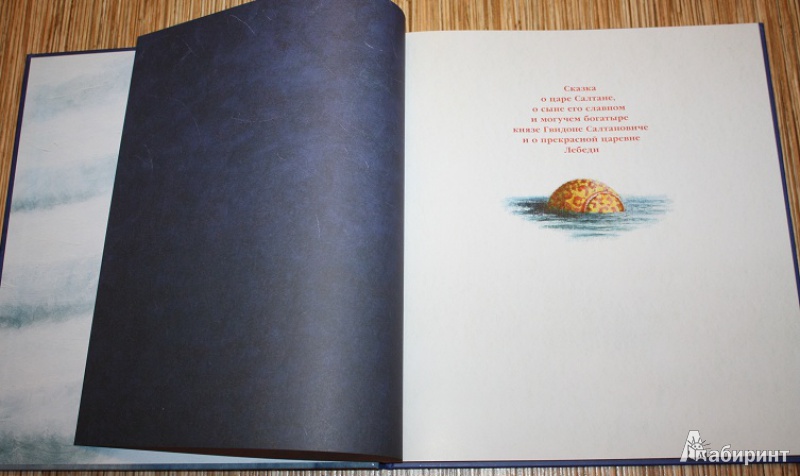 Сказка
о царе Салтане,
о сыне его славном
и могучем богатыре
князе Гвидоне Салтановиче
и о прекрасной царевне
Лебеди
Лабиринт